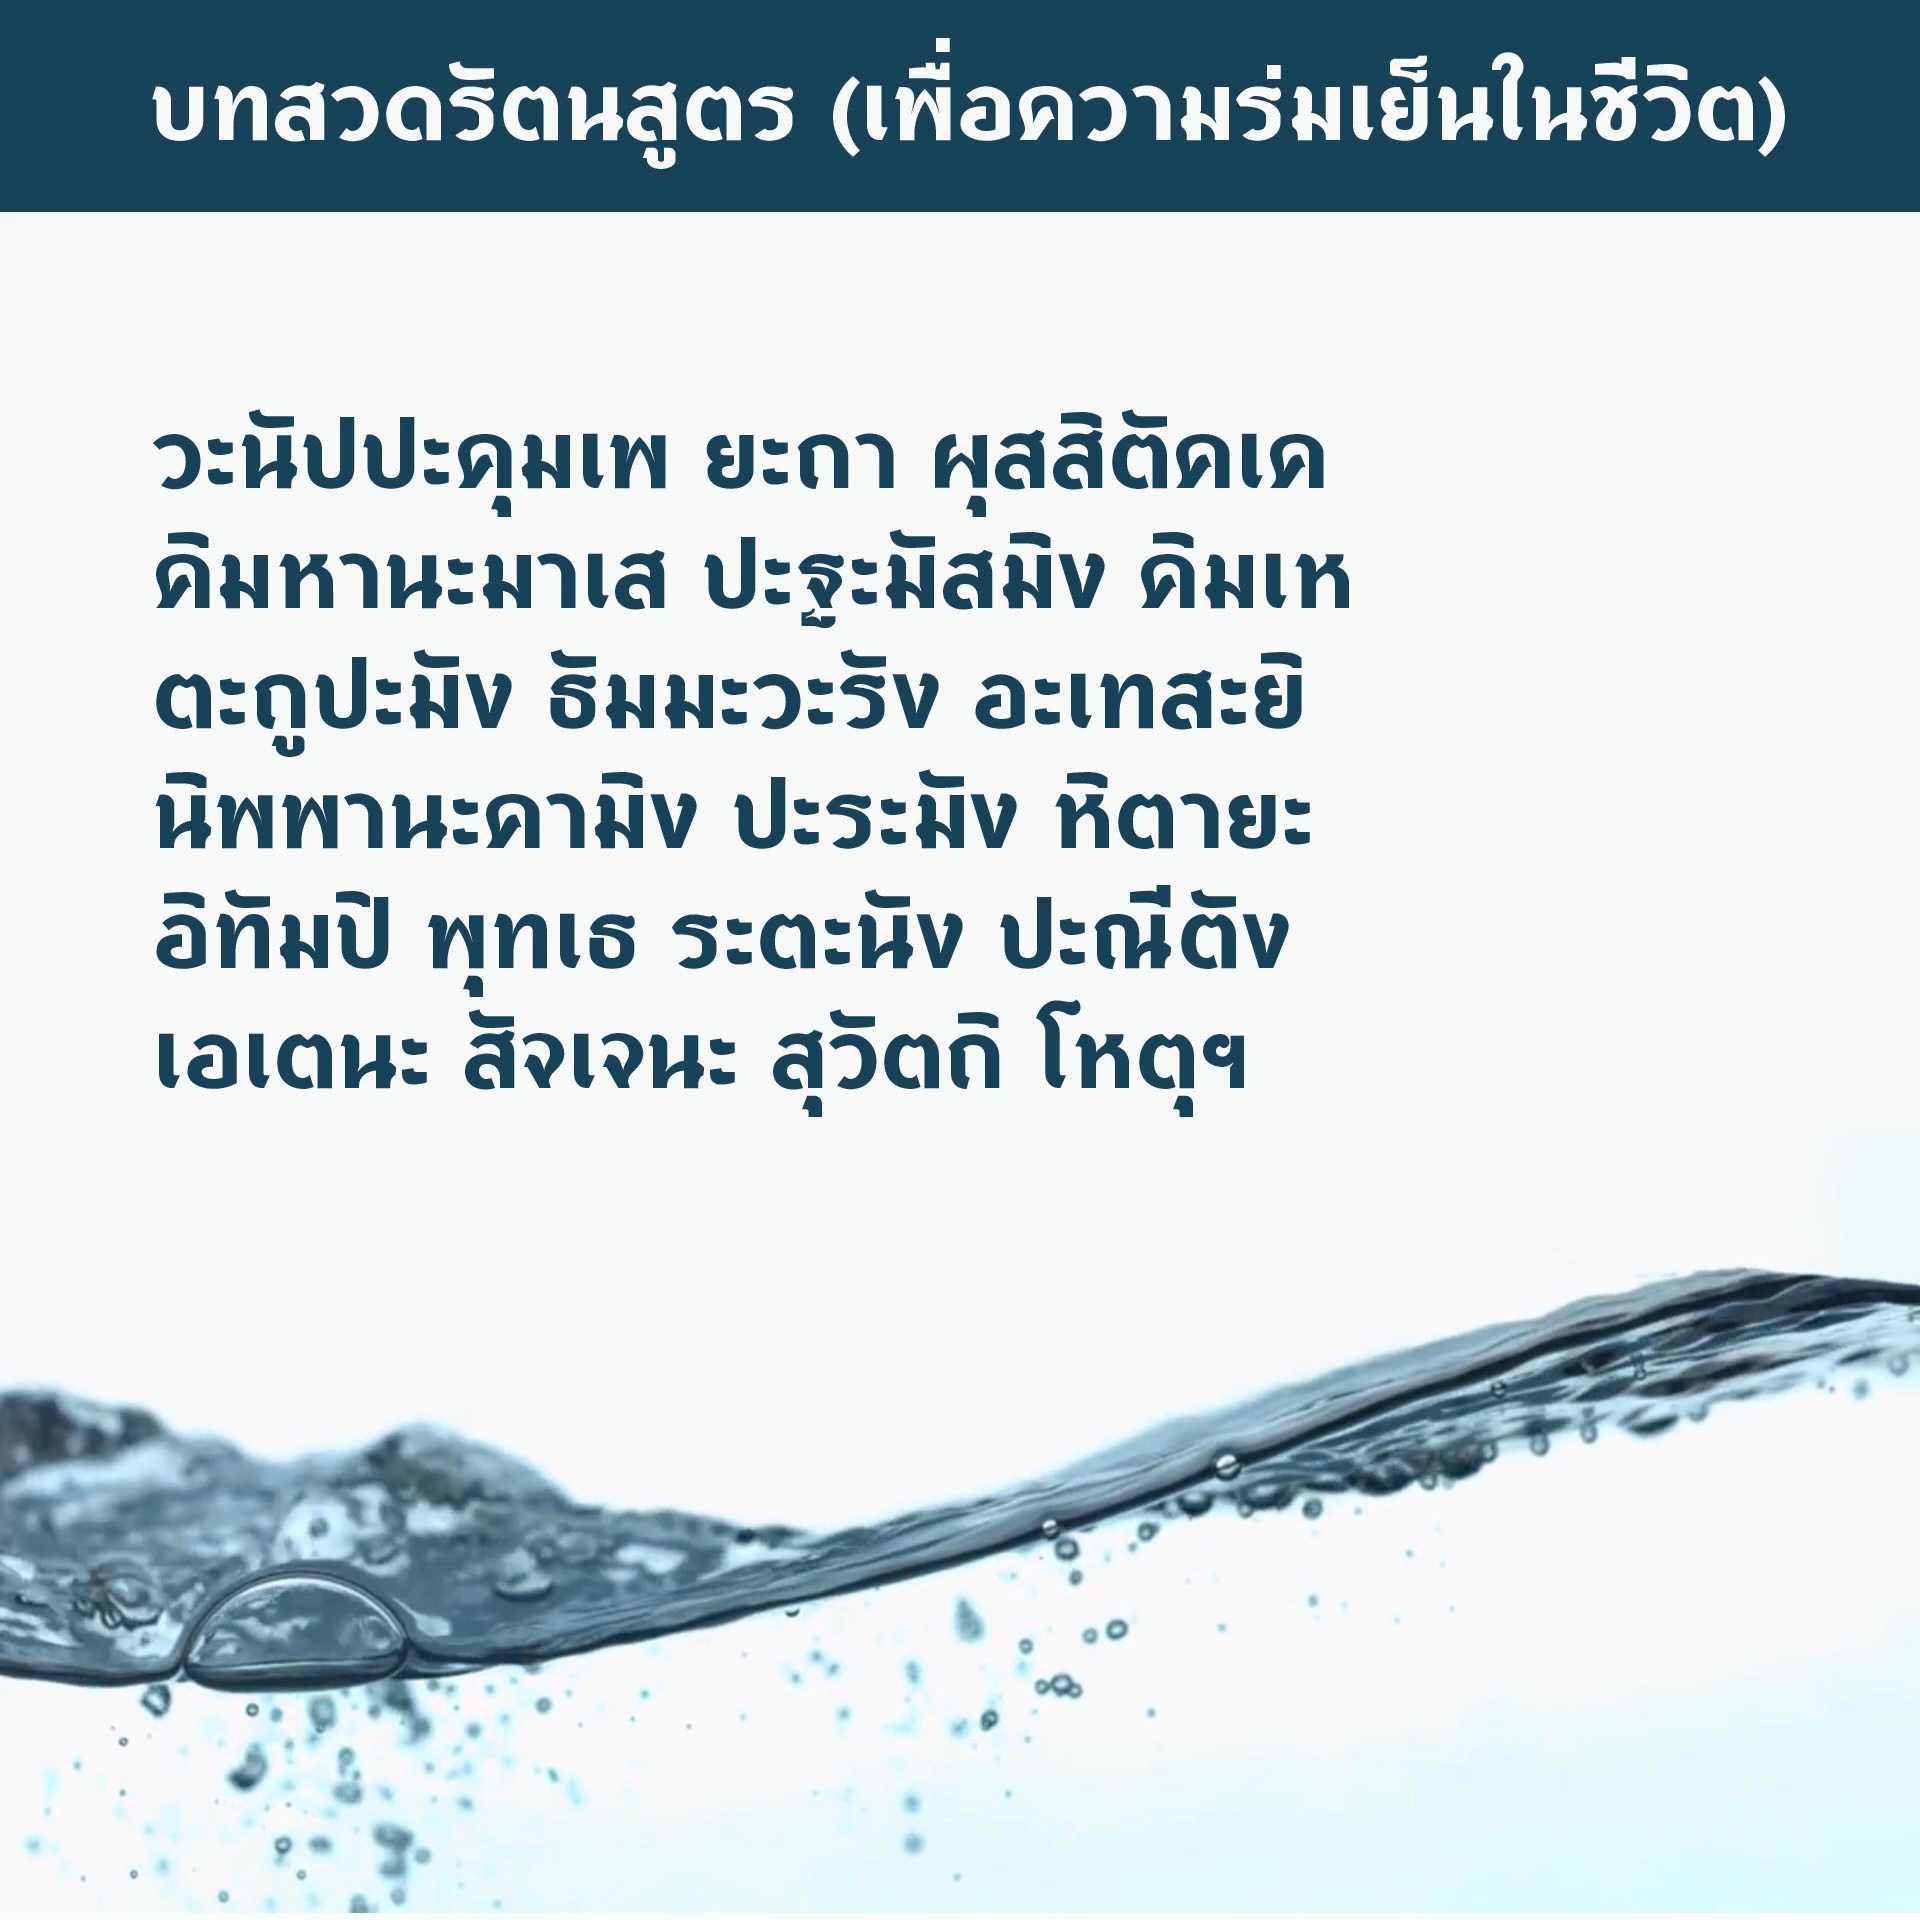 บทสวดรัตนสูตร (เพื่อความร่มเย็นในชีวิต)
วะนัปปะคุมเพ ยะถา ผุสสิตัคเค
คิมหานะมาเส ปะฐะมัสมิง คิมเห
ตะถูปะมัง ธัมมะวะรัง อะเทสะยิ
นิพพานะคามิง ปะระมัง หิตายะ
อิทัมปิ พุทเธ ระตะนัง ปะณีตัง
เอเตนะ สัจเจนะ สุวัตถิ โหตุฯ